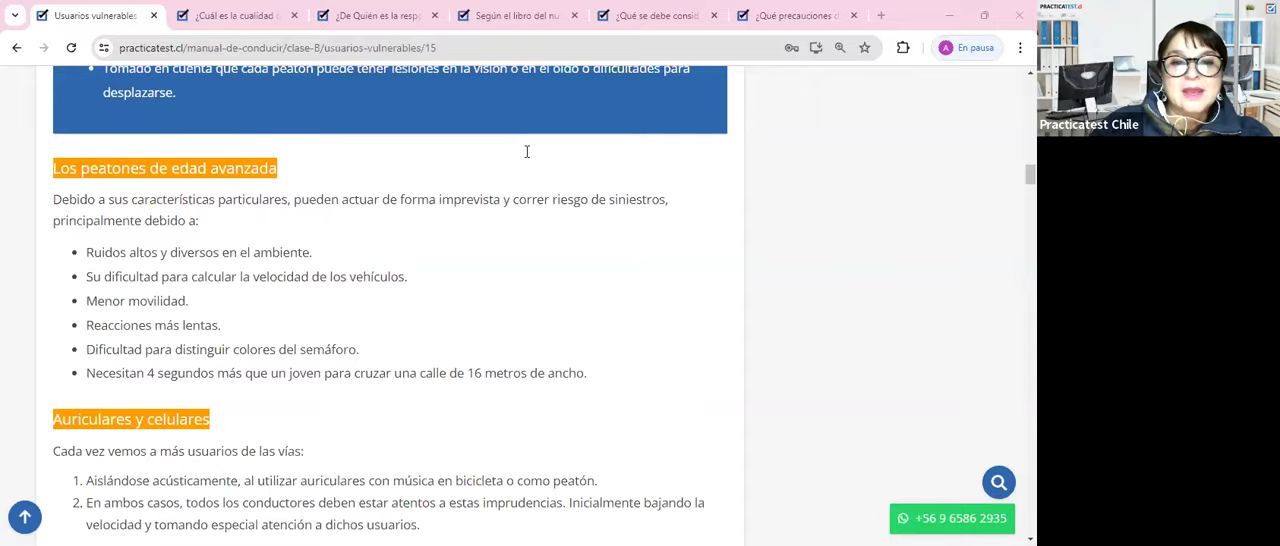 Usuarios vulnerables
¿Cuál es la cualidad d
¿De Quién es la resp
Según el libro del nu
¿Qué se debe consid
¿Qué precauciones d
practicatest.cl/manual-de-conducir/clase-B/usuarios-vulnerables/15
A En pausa
PRACTICATEST.cl
Practicatest Chile
Tomado en cuenta que cada peatón puede tener lesiones en la visión o en el oído o dificultades para
desplazarse.
Los peatones de edad avanzada
Debido a sus características particulares, pueden actuar de forma imprevista y correr riesgo de siniestros,
principalmente debido a:
Ruidos altos y diversos en el ambiente.
Su dificultad para calcular la velocidad de los vehículos.
Menor movilidad.
Reacciones más lentas.
Dificultad para distinguir colores del semáforo.
Necesitan 4 segundos más que un joven para cruzar una calle de 16 metros de ancho.
Auriculares y celulares
Cada vez vemos a más usuarios de las vías:
1. Aislándose acústicamente, al utilizar auriculares con música en bicicleta o como peatón.
2. En ambos casos, todos los conductores deben estar atentos a estas imprudencias. Inicialmente bajando la
velocidad y tomando especial atención a dichos usuarios.
+56 9 6586 2935